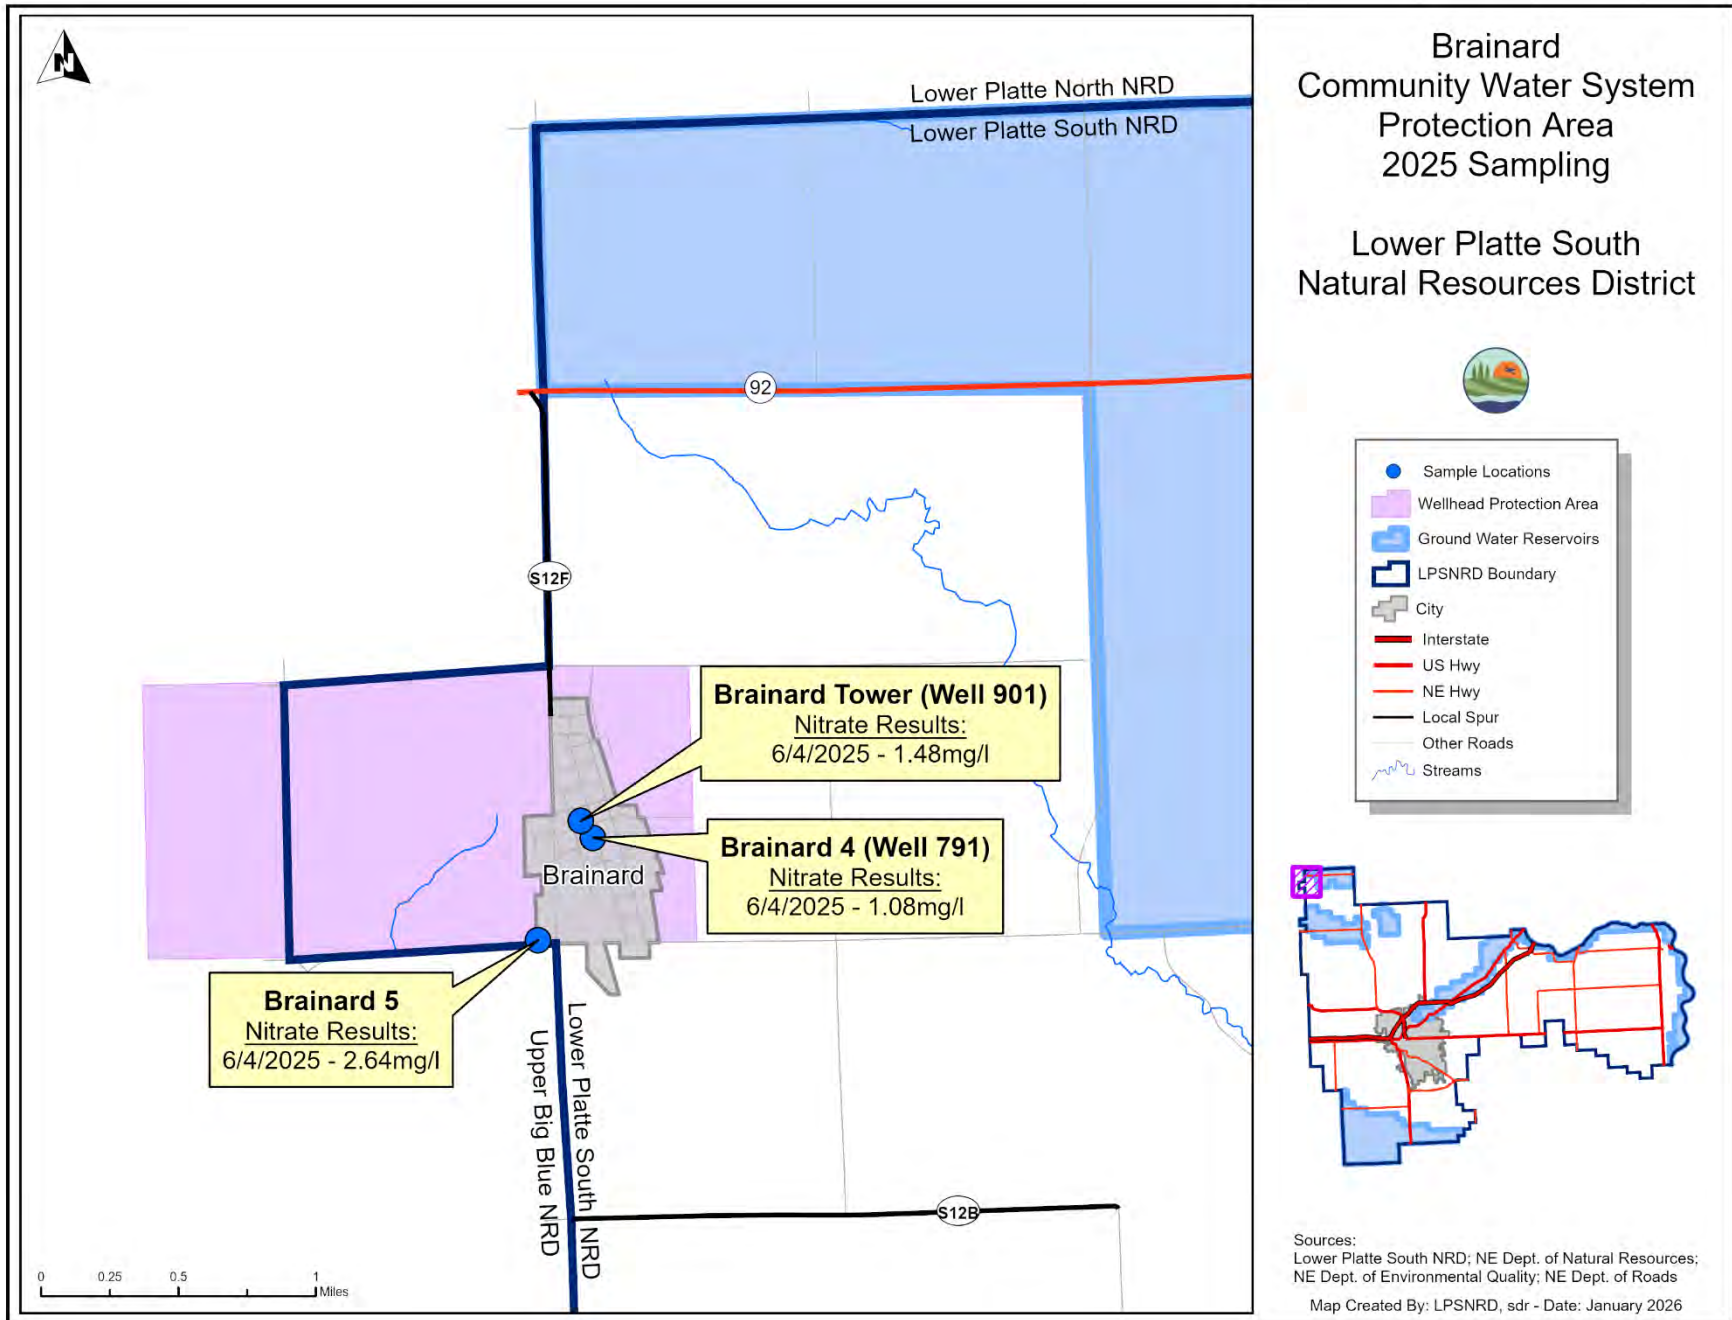 N
Lower Platte North NRD
Lower Platte South NRD
92
S12F
Brainard Tower (Well 901)
Nitrate Results:
6/4/2025 - 1.48mg/l
Brainard 4 (Well 791)
Nitrate Results:
6/4/2025 - 1.08mg/l
Brainard
Brainard 5
Nitrate Results:
6/4/2025 - 2.64mg/l
Lower Platte South NRD
Upper Big Blue NRD
S12B
0 0.25 0.5 1
Miles
Brainard
Community Water System
Protection Area
2025 Sampling
Lower Platte South
Natural Resources District
Sample Locations
Wellhead Protection Area
Ground Water Reservoirs
LPSNRD Boundary
City
Interstate
US Hwy
NE Hwy
Local Spur
Other Roads
Streams
Sources:
Lower Platte South NRD; NE Dept. of Natural Resources;
NE Dept. of Environmental Quality; NE Dept. of Roads
Map Created By: LPSNRD, sdr - Date: January 2026